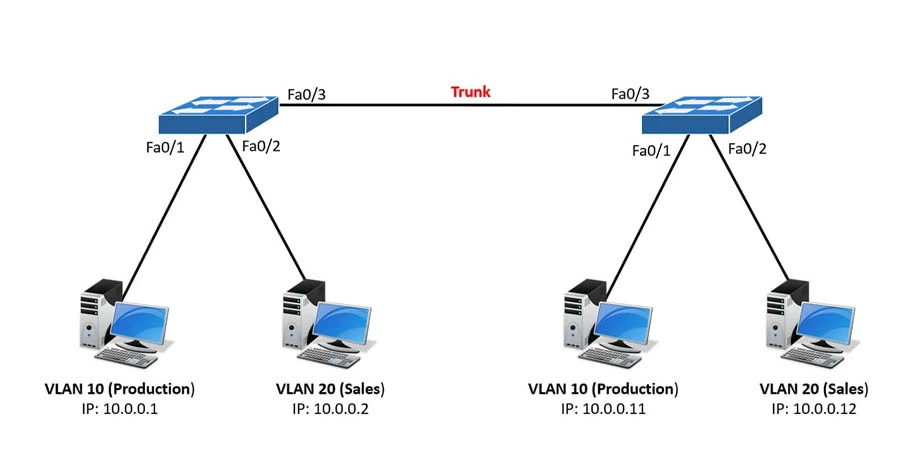 Fa0/3
Trunk
Fa0/3
Fa0/1
Fa0/2
Fa0/1
Fa0/2
VLAN 10 (Production)
IP: 10.0.0.1
VLAN 20 (Sales)
IP: 10.0.0.2
VLAN 10 (Production)
IP: 10.0.0.11
VLAN 20 (Sales)
IP: 10.0.0.12